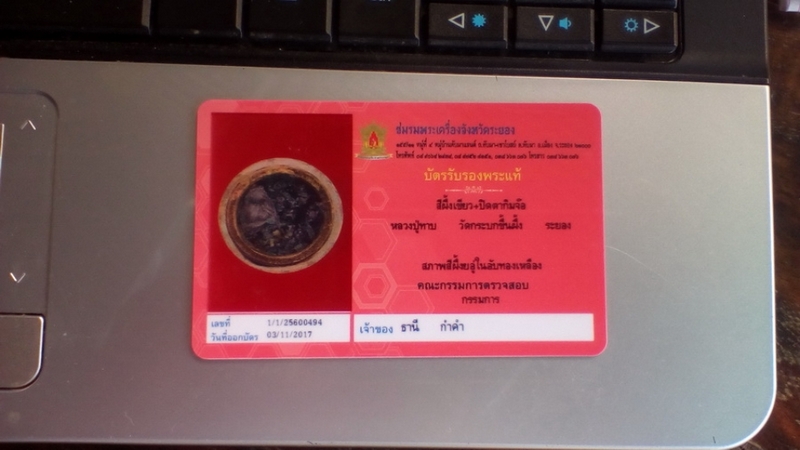 ชมรมพระเครื่องจังหวัดระยอง
บัตรรับรองพระแท้
สีผึ้งเขียว+ปิดตาทีมจ๊อ
หลวงปู่ทาบ วัดกระบกขึ้นผึ้ง ระยอง
สภาพสีผึ้งอยู่ในลับทองเหลือง
คณะกรรมการตรวจสอบ
กรรมการ
เลขที่ 1/1/25600494
วันที่ออกบัตร 03/11/2017
เจ้าของ ธานี กำคำ